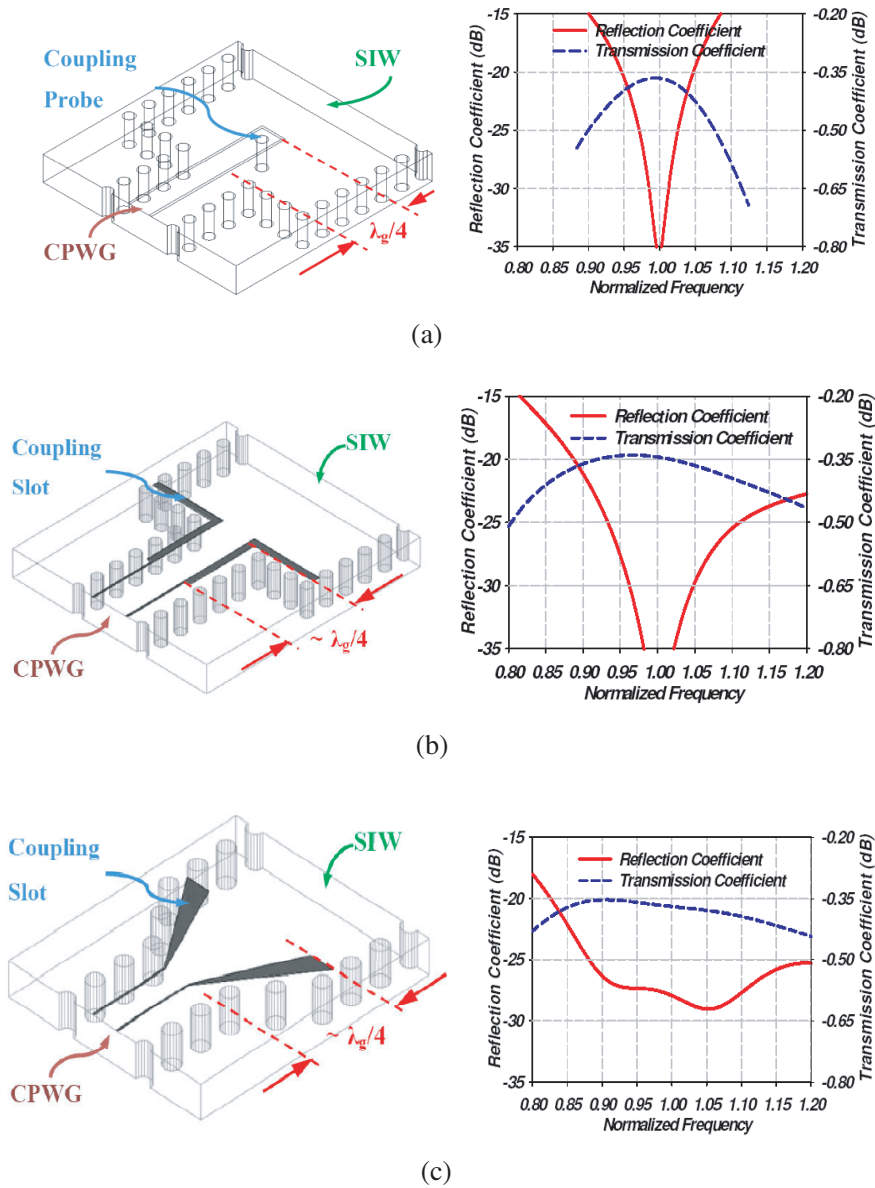 Coupling
Probe
SIW
CPWG
λg/4
Reflection Coefficient (dB)
-15
-20
-25
-30
-35
Reflection Coefficient
Transmission Coefficient
-0.20
-0.35
-0.50
-0.65
-0.80
Transmission Coefficient (dB)
0.80 0.85 0.90 0.95 1.00 1.05 1.10 1.15 1.20
Normalized Frequency
(a)
Coupling
Slot
SIW
CPWG
~ λg/4
Reflection Coefficient (dB)
-15
-20
-25
-30
-35
Reflection Coefficient
Transmission Coefficient
-0.20
-0.35
-0.50
-0.65
-0.80
Transmission Coefficient (dB)
0.80 0.85 0.90 0.95 1.00 1.05 1.10 1.15 1.20
Normalized Frequency
(b)
Coupling
Slot
SIW
CPWG
~ λg/4
Reflection Coefficient (dB)
-15
-20
-25
-30
-35
Reflection Coefficient
Transmission Coefficient
-0.20
-0.35
-0.50
-0.65
-0.80
Transmission Coefficient (dB)
0.80 0.85 0.90 0.95 1.00 1.05 1.10 1.15 1.20
Normalized Frequency
(c)